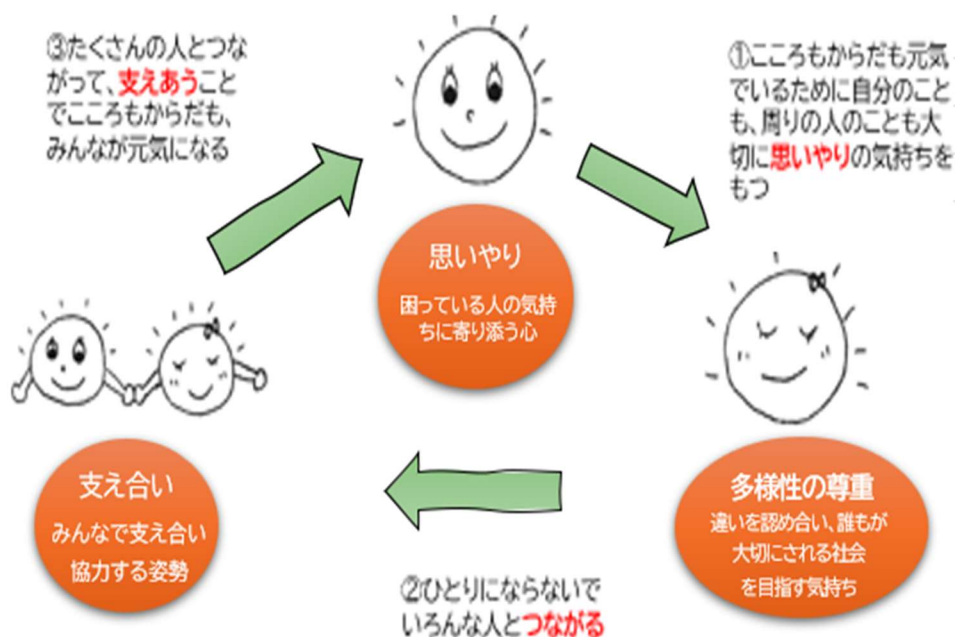 ③たくさんの人とつな
がって、支えあうこと
でこころもからだも、
みんなが元気になる
①こころもからだも元気
でいるために自分のこと
も、周りの人のことも大
切に思いやりの気持ちを
もつ
思いやり
困っている人の気持
ちに寄り添う心
支え合い
みんなで支え合い
協力する姿勢
多様性の尊重
違いを認め合い、誰もが
大切にされる社会
を目指す気持ち
②ひとりにならないで
いろんな人とつながる